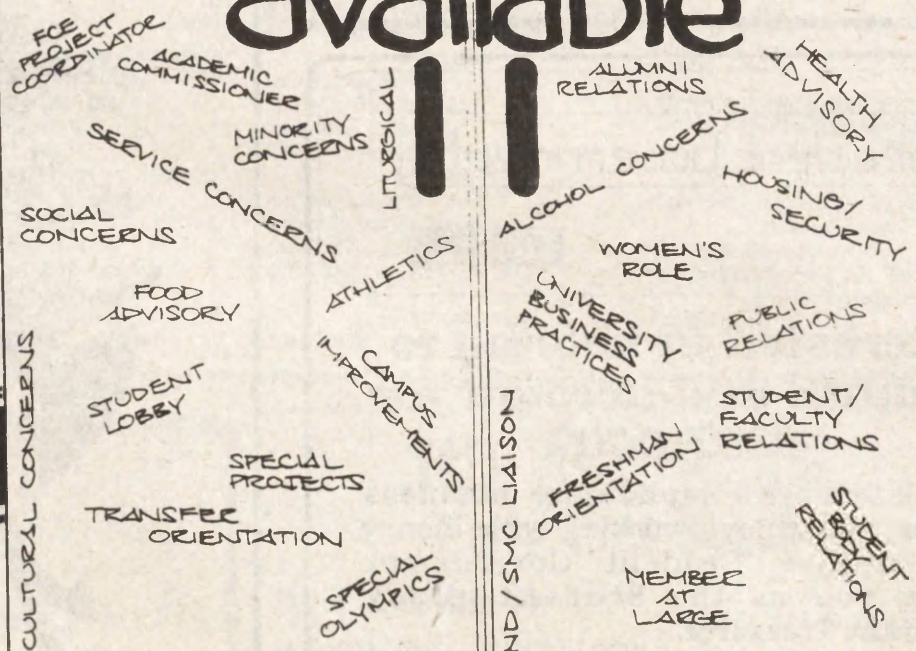 available
FCE
PROJECT
COORDINATOR
ACADEMIC
COMMISSIONER
LITURGICAL
ALUMNI
RELATIONS
HEALTH
ADVISORY
MINORITY
CONCERNS
SERVICE CONCERNS
ALCOHOL CONCERNS
HOUSING/
SECURITY
SOCIAL
CONCERNS
ATHLETICS
WOMEN'S
ROLE
FOOD
ADVISORY
UNIVERSITY
BUSINESS
PRACTICES
PUBLIC
RELATIONS
CULTURAL CONCERNS
STUDENT
LOBBY
CAMPUS
IMPROVEMENTS
ND/SMC LIAISON
STUDENT/
FACULTY
RELATIONS
SPECIAL
PROJECTS
FRESHMAN
ORIENTATION
TRANSFER
ORIENTATION
STUDENT
BODY
RELATIONS
SPECIAL
OLYMPICS
MEMBER
AT
LARGE